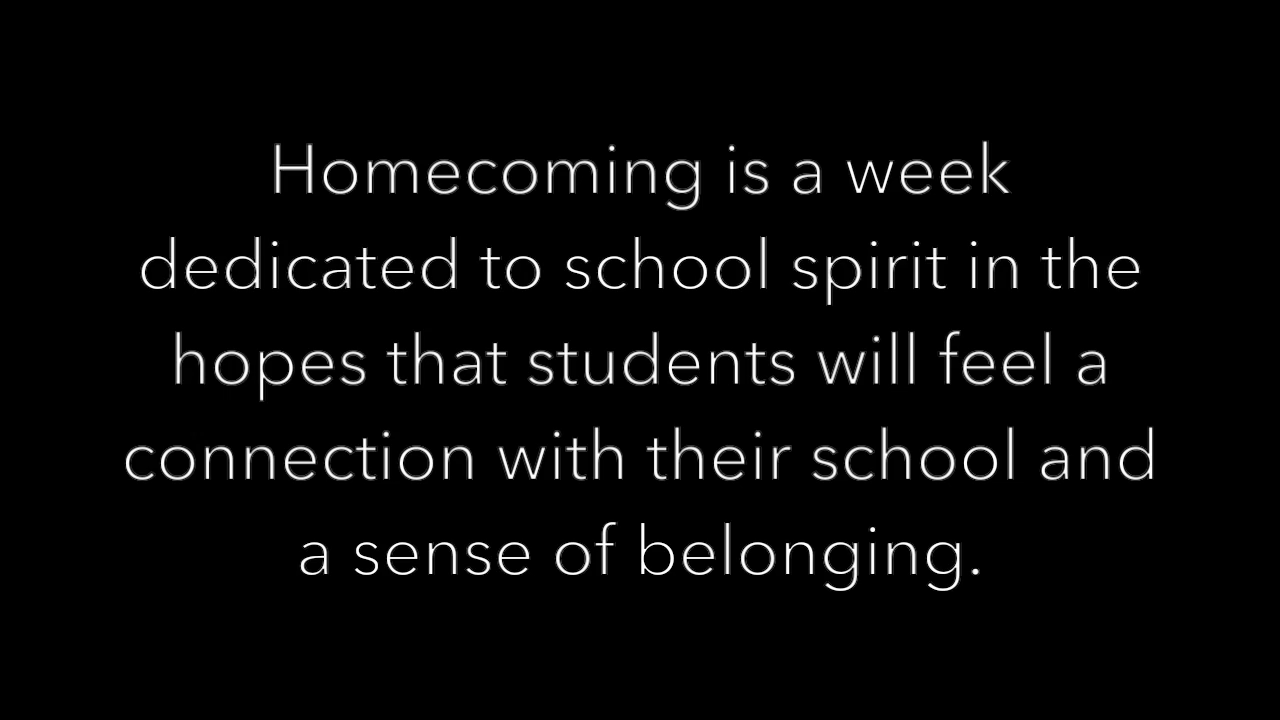 Homecoming is a week
dedicated to school spirit in the
hopes that students will feel a
connection with their school and
a sense of belonging.